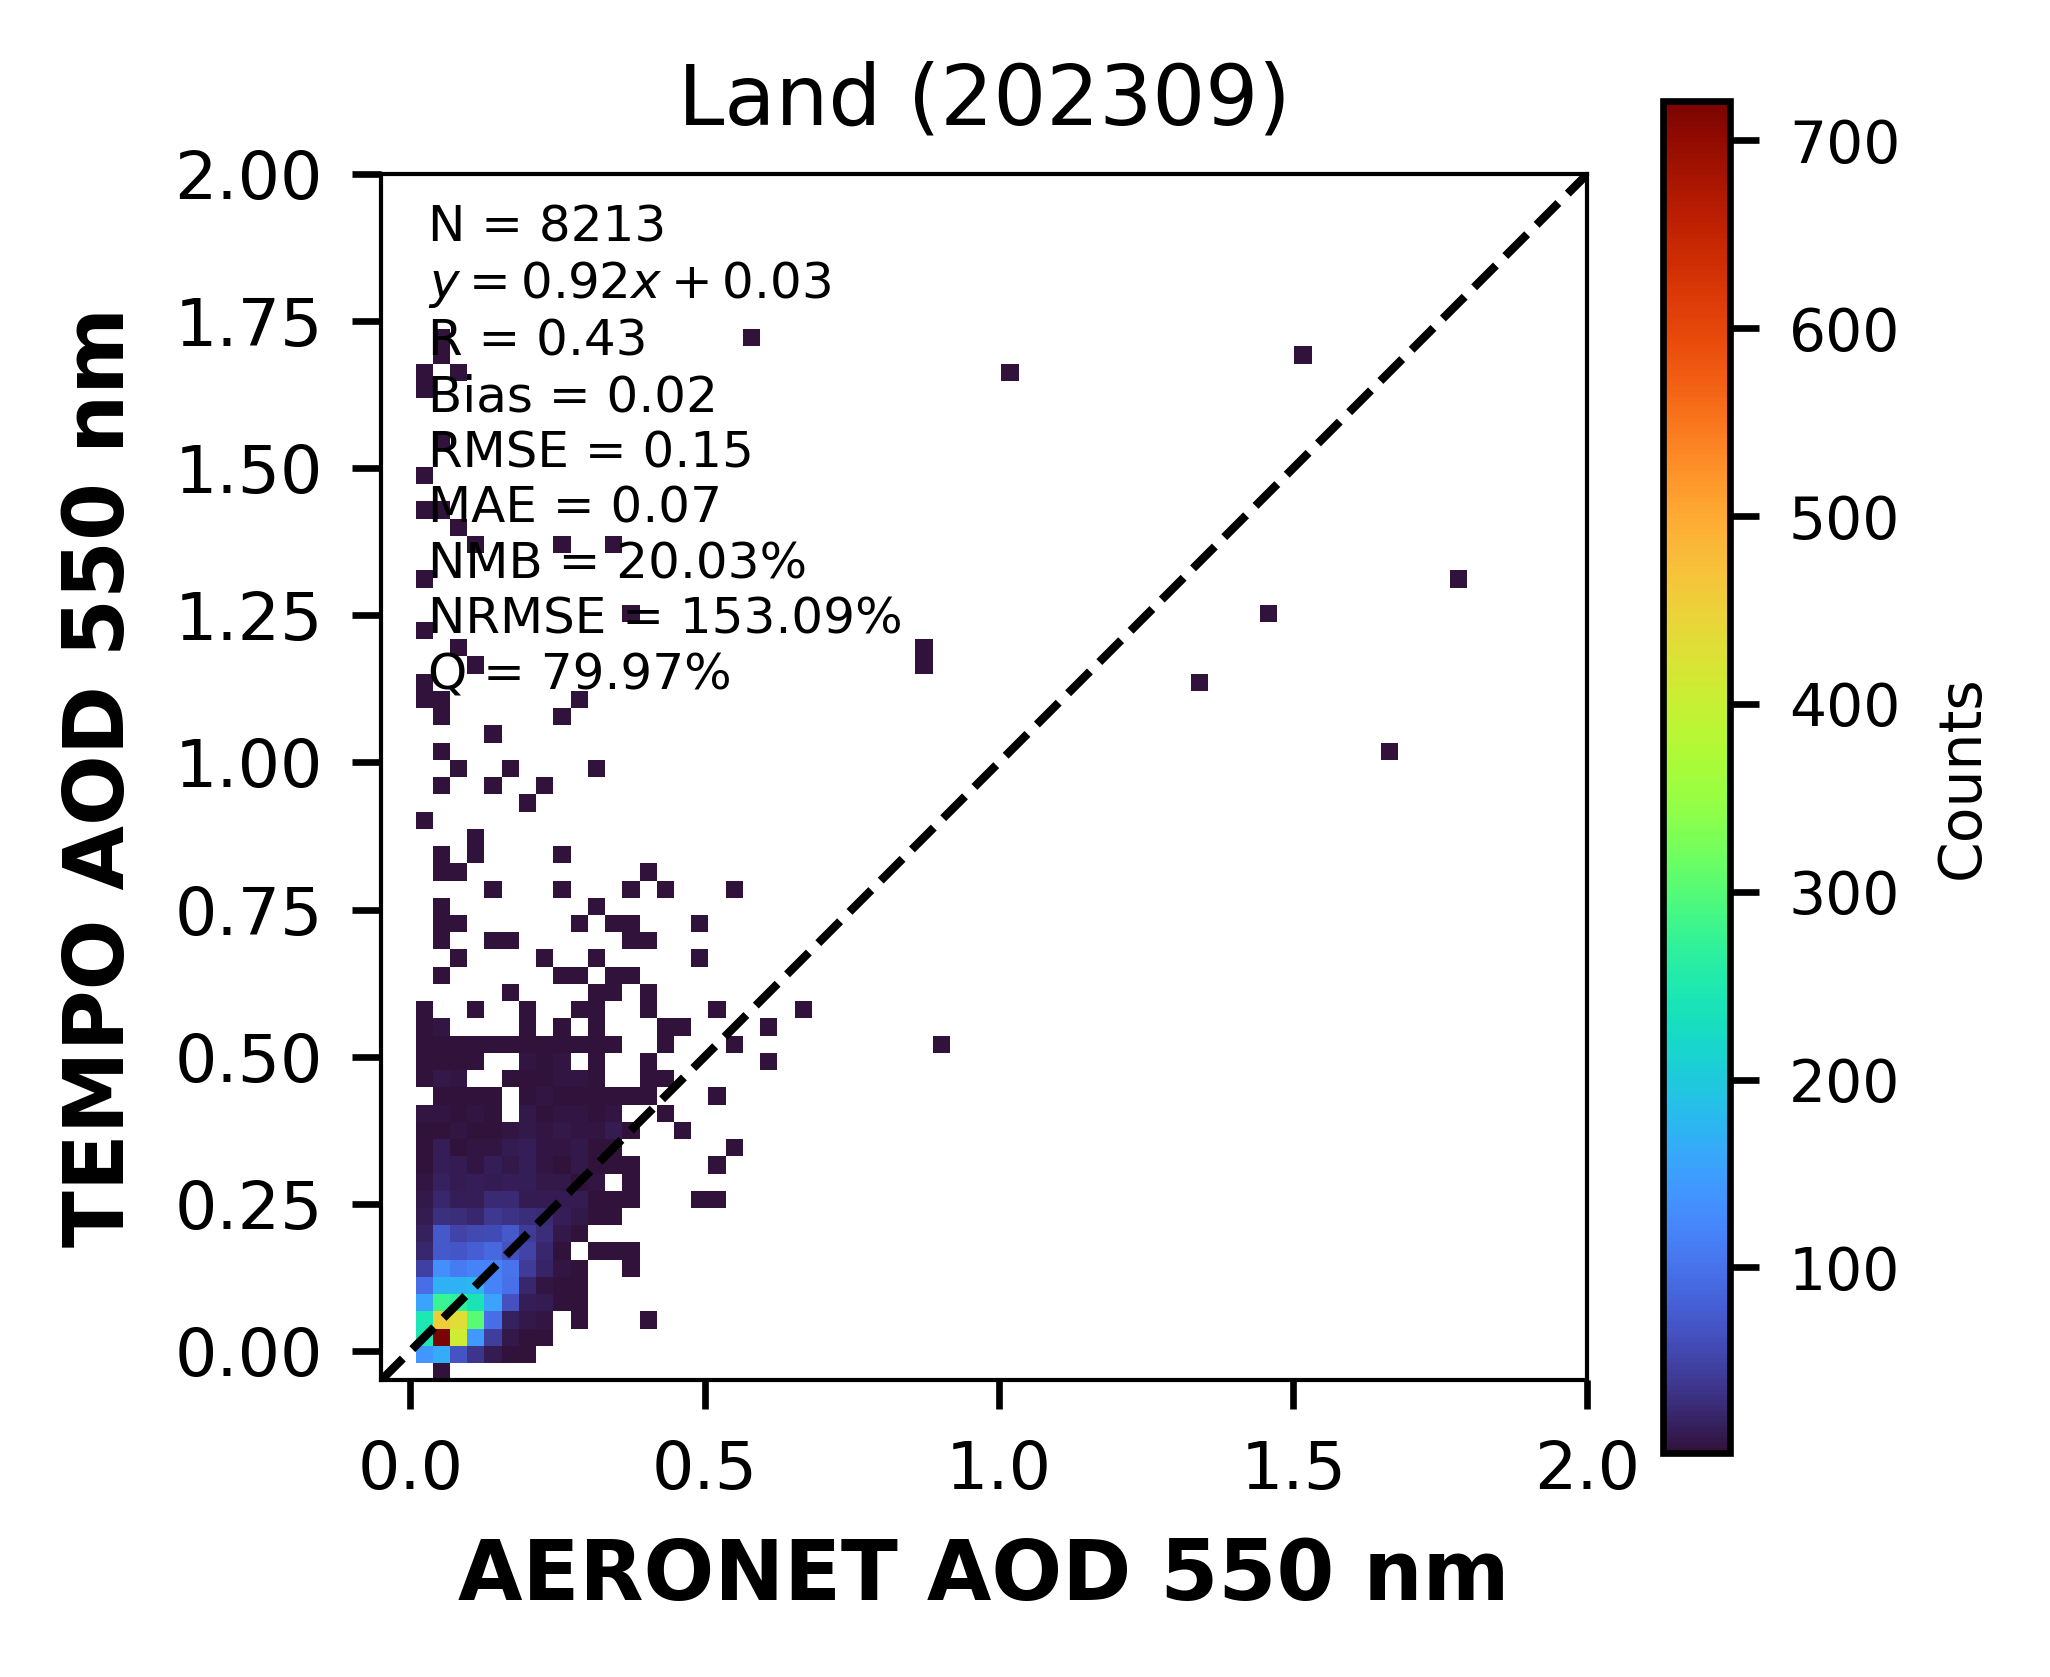 Land (202309)
2.00
1.75
1.50
1.25
1.00
0.75
0.50
0.25
0.00
TEMPO AOD 550 nm
N = 8213
y = 0.92x + 0.03
R = 0.43
Bias = 0.02
RMSE = 0.15
MAE = 0.07
NMB = 20.03%
NRMSE = 153.09%
Q = 79.97%
0.0 0.5 1.0 1.5 2.0
AERONET AOD 550 nm
700
600
500
400
300
200
100
Counts